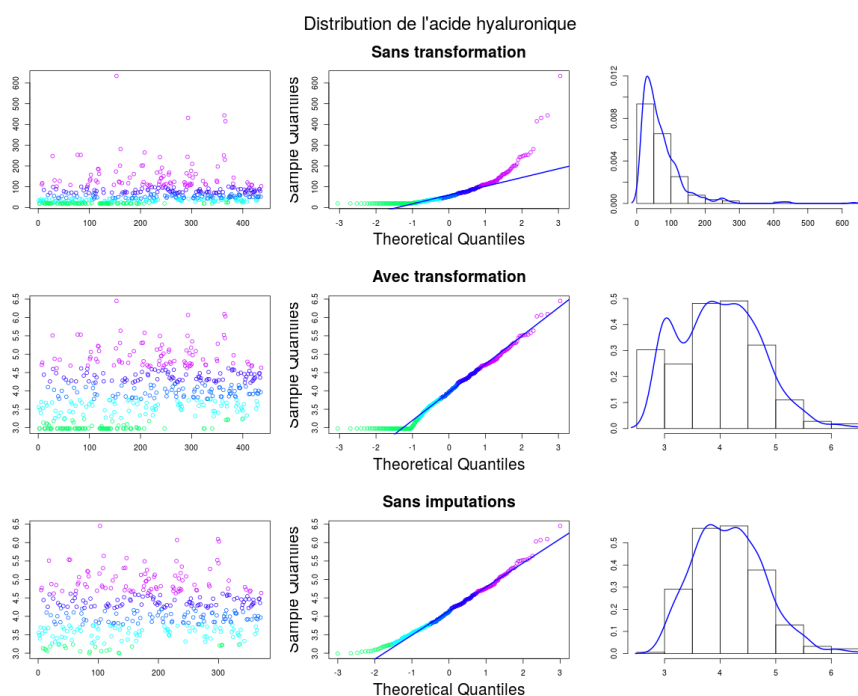 Distribution de l'acide hyaluronique
Sans transformation
0 100 200 300 400 500 600
0 100 200 300 400
Sample Quantiles
0 100 200 300 400 500 600
-3 -2 -1 0 1 2 3
Theoretical Quantiles
0.000 0.004 0.008 0.012
0 100 200 300 400 500 600
Avec transformation
3.0 3.5 4.0 4.5 5.0 5.5 6.0 6.5
0 100 200 300 400
Sample Quantiles
3.0 3.5 4.0 4.5 5.0 5.5 6.0 6.5
-3 -2 -1 0 1 2 3
Theoretical Quantiles
0.0 0.1 0.2 0.3 0.4 0.5
3 4 5 6
Sans imputations
3.0 3.5 4.0 4.5 5.0 5.5 6.0 6.5
0 100 200 300
Sample Quantiles
3.0 3.5 4.0 4.5 5.0 5.5 6.0 6.5
-3 -2 -1 0 1 2 3
Theoretical Quantiles
0.0 0.1 0.2 0.3 0.4 0.5
3 4 5 6